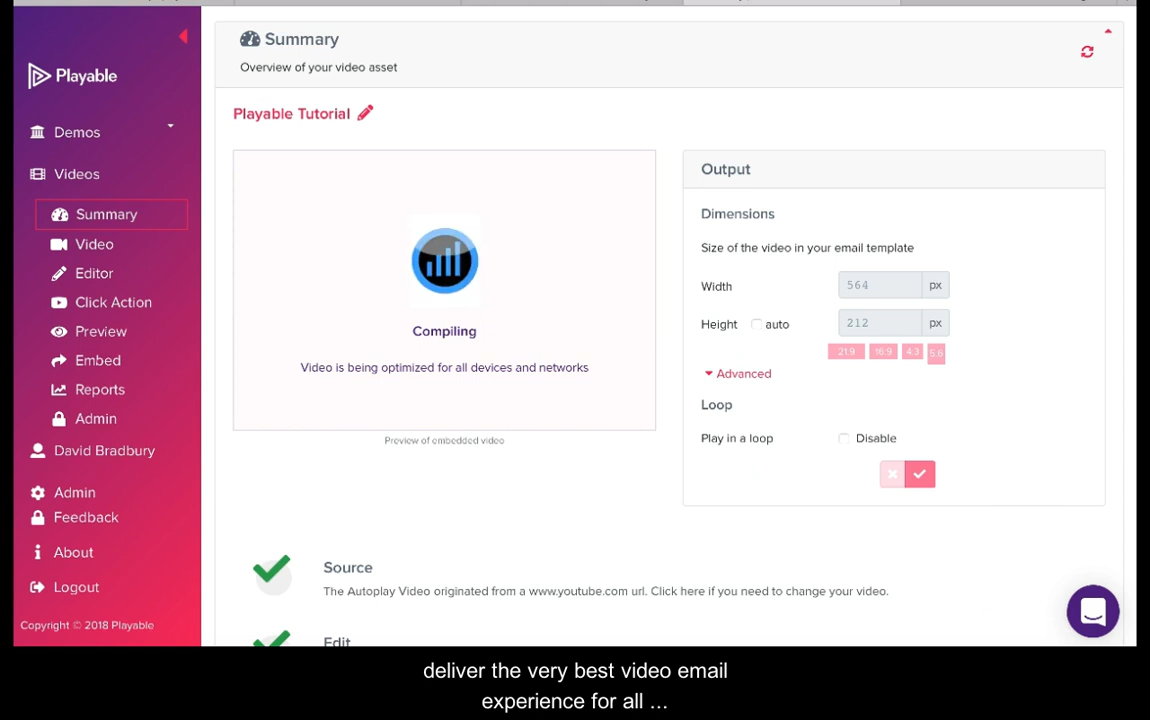 Playable
Demos
Videos
Summary
Video
Editor
Click Action
Preview
Embed
Reports
Admin
David Bradbury
Admin
Feedback
About
Logout
Copyright © 2018 Playable
Summary
Overview of your video asset
Playable Tutorial
Compiling
Video is being optimized for all devices and networks
Preview of embedded video
Output
Dimensions
Size of the video in your email template
Width 564 px
Height auto 212 px
21:9 16:9 4:3 5:6
Advanced
Loop
Play in a loop Disable
Source
The Autoplay Video originated from a www.youtube.com url. Click here if you need to change your video.
Edit
deliver the very best video email
experience for all ...